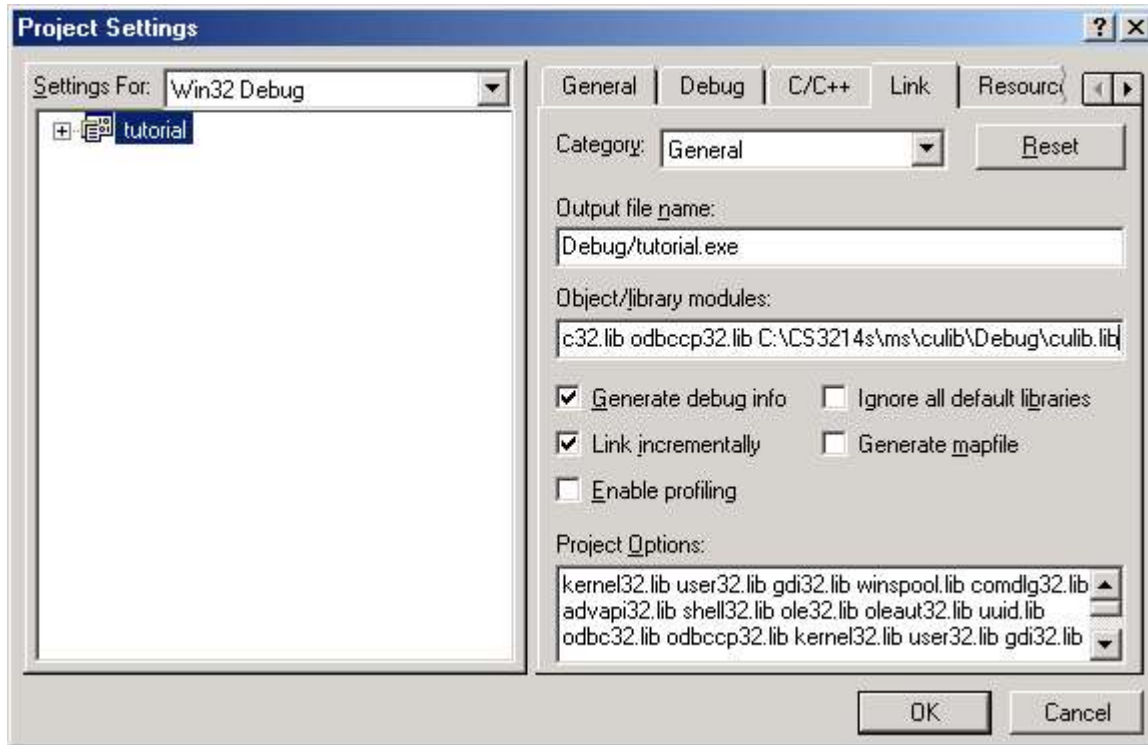 Project Settings
Settings For: Win32 Debug
tutorial
General Debug C/C++ Link
Category: General Reset
Output file name:
Debug/tutorial.exe
Object/library modules:
c32.lib odbccp32.lib C:\CS3214s\ms\culib\Debug\culib.lib
Generate debug info Ignore all default libraries
Link incrementally Generate mapfile
Enable profiling
Project Options:
kernel32.lib user32.lib gdi32.lib winspool.lib comdlg32.lib
advapi32.lib shell32.lib ole32.lib oleaut32.lib uuid.lib
odbc32.lib odbccp32.lib kernel32.lib user32.lib gdi32.lib
OK Cancel